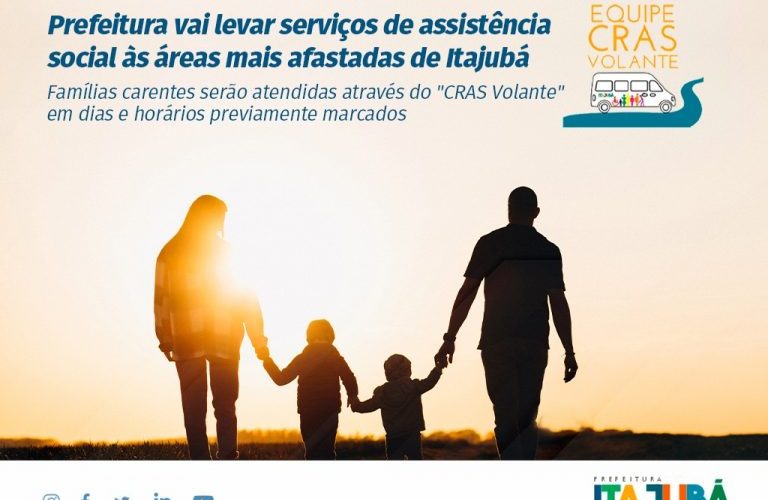 Prefeitura vai levar serviços de assistência
social às áreas mais afastadas de Itajubá
Famílias carentes serão atendidas através do "CRAS Volante"
em dias e horários previamente marcados
EQUIPE
CRAS
VOLANTE
PREFEITURA
ITAJUBÁ